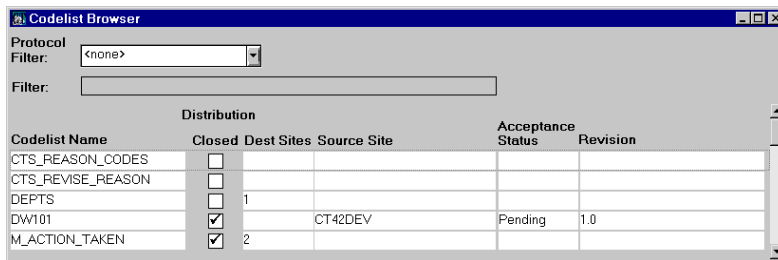 Codelist Browser
Protocol
Filter: <none>
Filter:
Distribution
Acceptance
Codelist Name Closed Dest Sites Source Site Status Revision
CTS_REASON_CODES
CTS_REVISE_REASON
DEPTS 1
DW101 CT42DEV Pending 1.0
M_ACTION_TAKEN 2